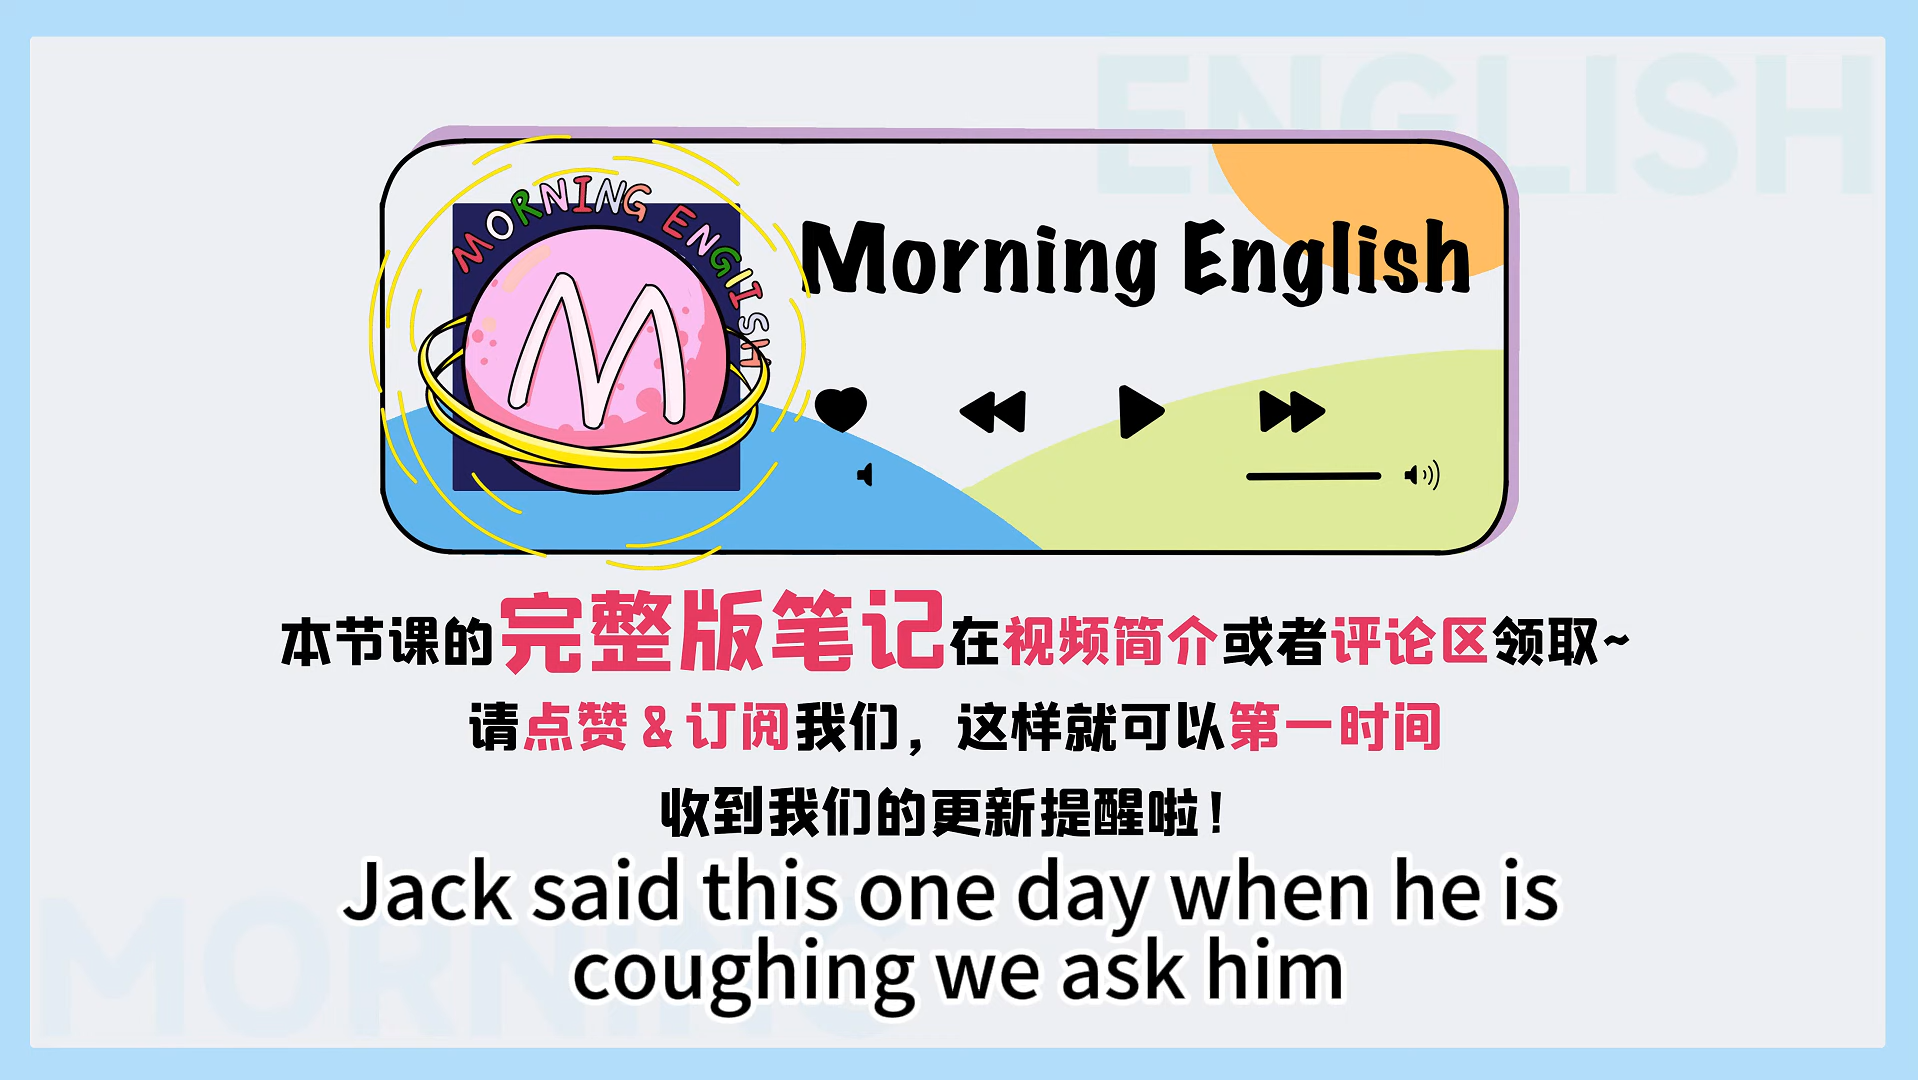 ENGLISH
MORNING ENGLISH
M
Morning English
本节课的完整版笔记在视频简介或者评论区领取~
请点赞&订阅我们，这样就可以第一时间
收到我们的更新提醒啦！
MORNING
Jack said this one day when he is
coughing we ask him